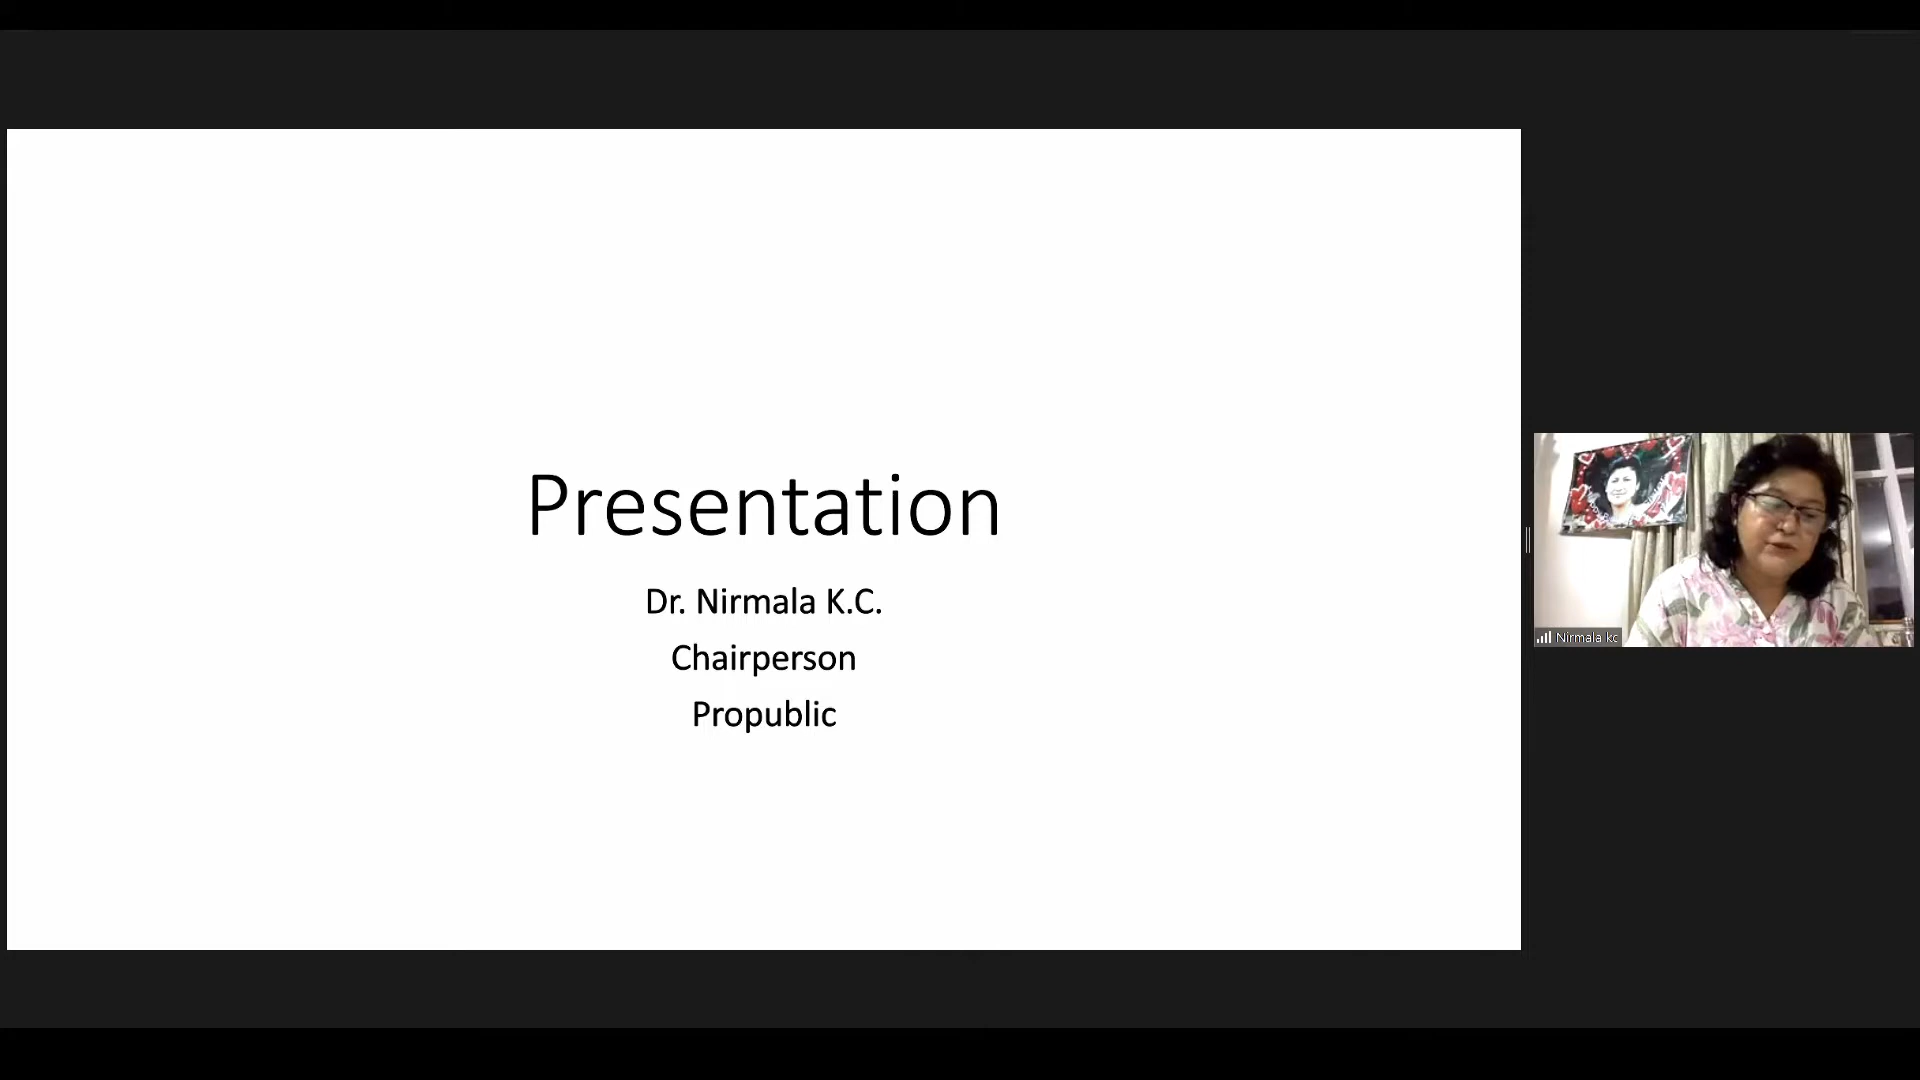 Presentation
Dr. Nirmala K.C.
Chairperson
Propublic
Nirmala kc